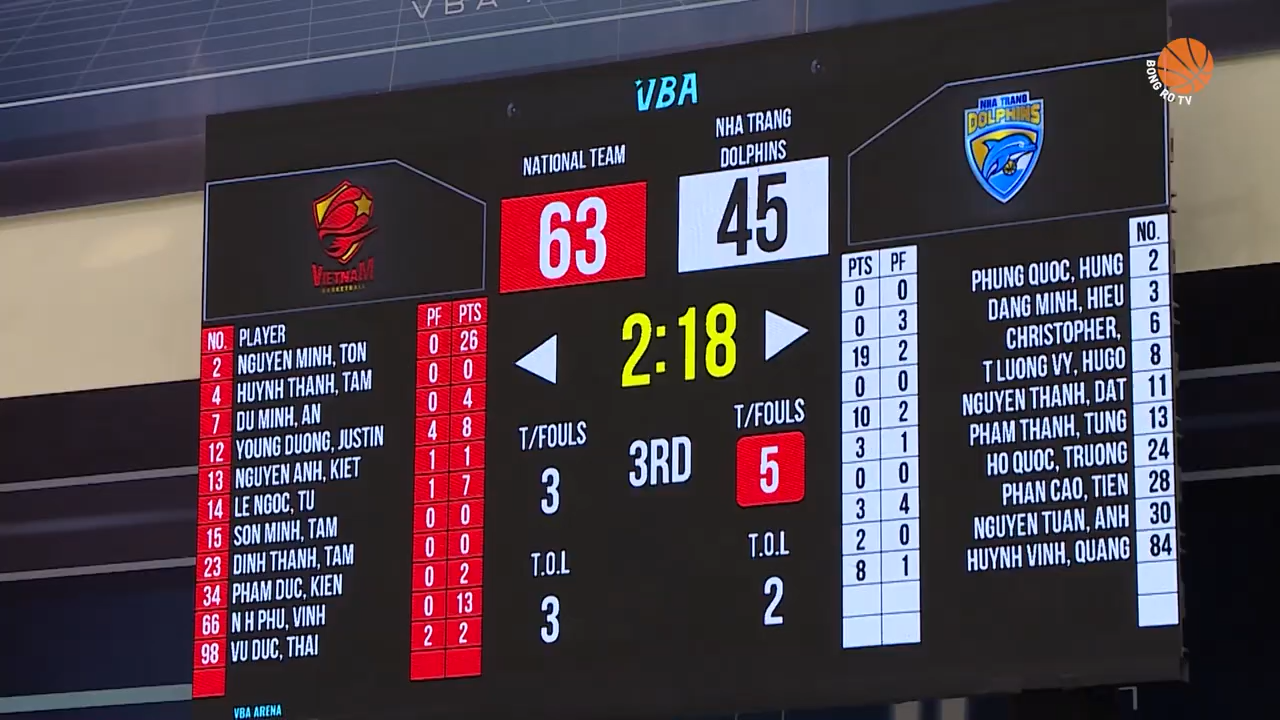 VBA
BONG RO TV
VBA
NATIONAL TEAM
NHA TRANG
DOLPHINS
63
45
VIETNAM
BASKETBALL
NHA TRANG
DOLPHINS
2:18
T/FOULS
3
3RD
T/FOULS
5
T.O.L
3
T.O.L
2
NO. PLAYER PF PTS
2 NGUYEN MINH, TON 0 26
4 HUYNH THANH, TAM 0 0
7 DU MINH, AN 0 4
12 YOUNG DUONG, JUSTIN 4 8
13 NGUYEN ANH, KIET 1 1
14 LE NGOC, TU 1 7
15 SON MINH, TAM 0 0
23 DINH THANH, TAM 0 0
34 PHAM DUC, KIEN 0 2
66 N H PHU, VINH 0 13
98 VU DUC, THAI 2 2
PTS PF NO.
0 0 PHUNG QUOC, HUNG 2
0 3 DANG MINH, HIEU 3
19 2 CHRISTOPHER, 6
0 0 T LUONG VY, HUGO 8
10 2 NGUYEN THANH, DAT 11
3 1 PHAM THANH, TUNG 13
0 0 HO QUOC, TRUONG 24
3 4 PHAN CAO, TIEN 28
2 0 NGUYEN TUAN, ANH 30
8 1 HUYNH VINH, QUANG 84
VBA ARENA